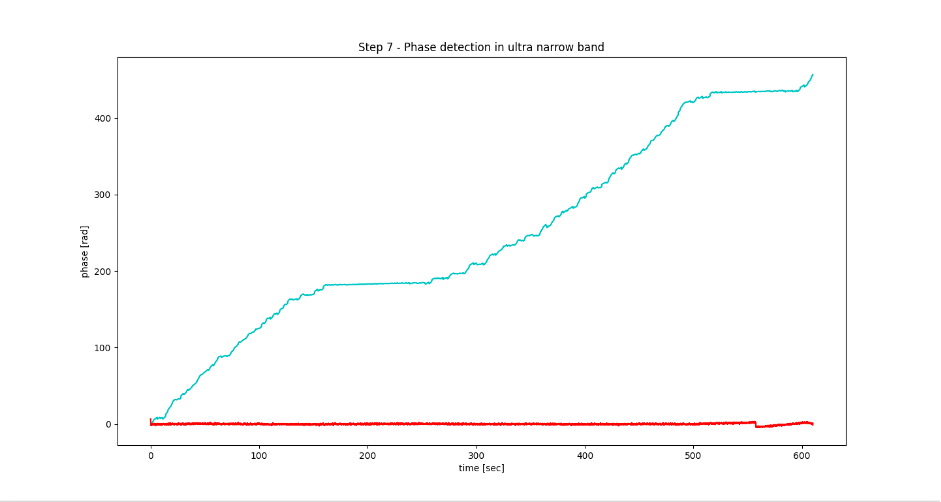 Step 7 - Phase detection in ultra narrow band
400
300
200
100
0
phase [rad]
0 100 200 300 400 500 600
time [sec]